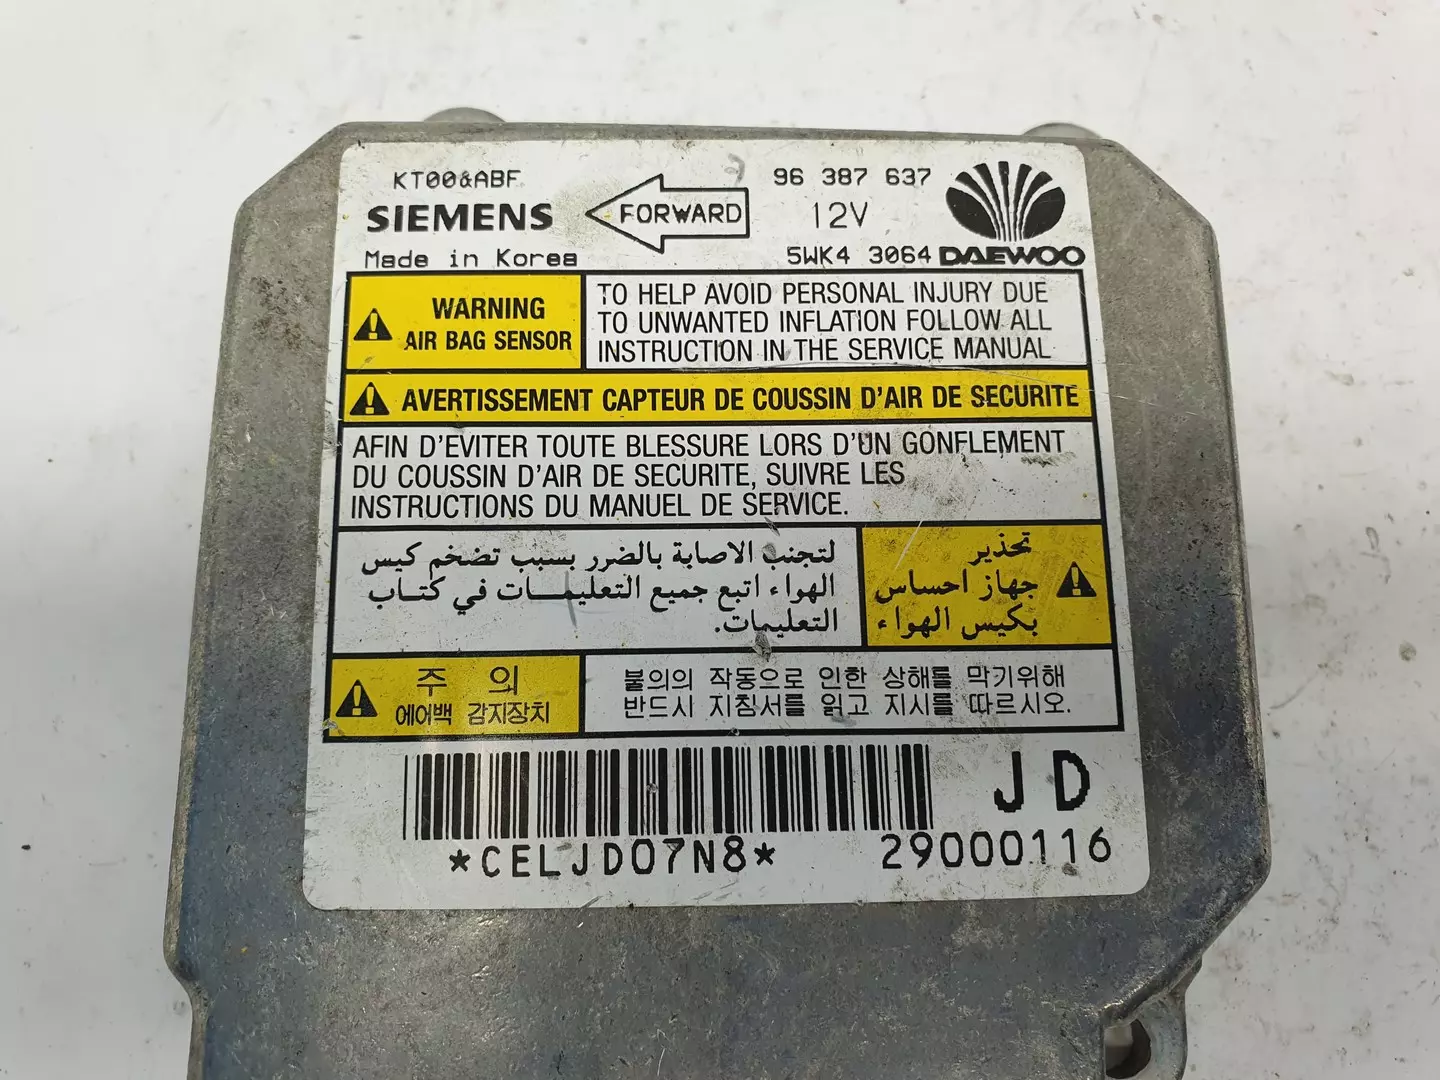 KT00&ABF
SIEMENS
Made in Korea
FORWARD
96 387 637
12V
5WK4 3064
DAEWOO
WARNING
AIR BAG SENSOR
TO HELP AVOID PERSONAL INJURY DUE
TO UNWANTED INFLATION FOLLOW ALL
INSTRUCTION IN THE SERVICE MANUAL
AVERTISSEMENT CAPTEUR DE COUSSIN D'AIR DE SECURITE
AFIN D'EVITER TOUTE BLESSURE LORS D'UN GONFLEMENT
DU COUSSIN D'AIR DE SECURITE, SUIVRE LES
INSTRUCTIONS DU MANUEL DE SERVICE.
تحذير
جهاز احساس
بكيس الهواء
لتجنب الاصابة بالضرر بسبب تضخم كيس
الهواء اتبع جميع التعليمــات في كتــاب
التعليمات.
주 의
에어백 감지장치
불의의 작동으로 인한 상해를 막기위해
반드시 지침서를 읽고 지시를 따르시오.
JD
*CELJD07N8*
29000116